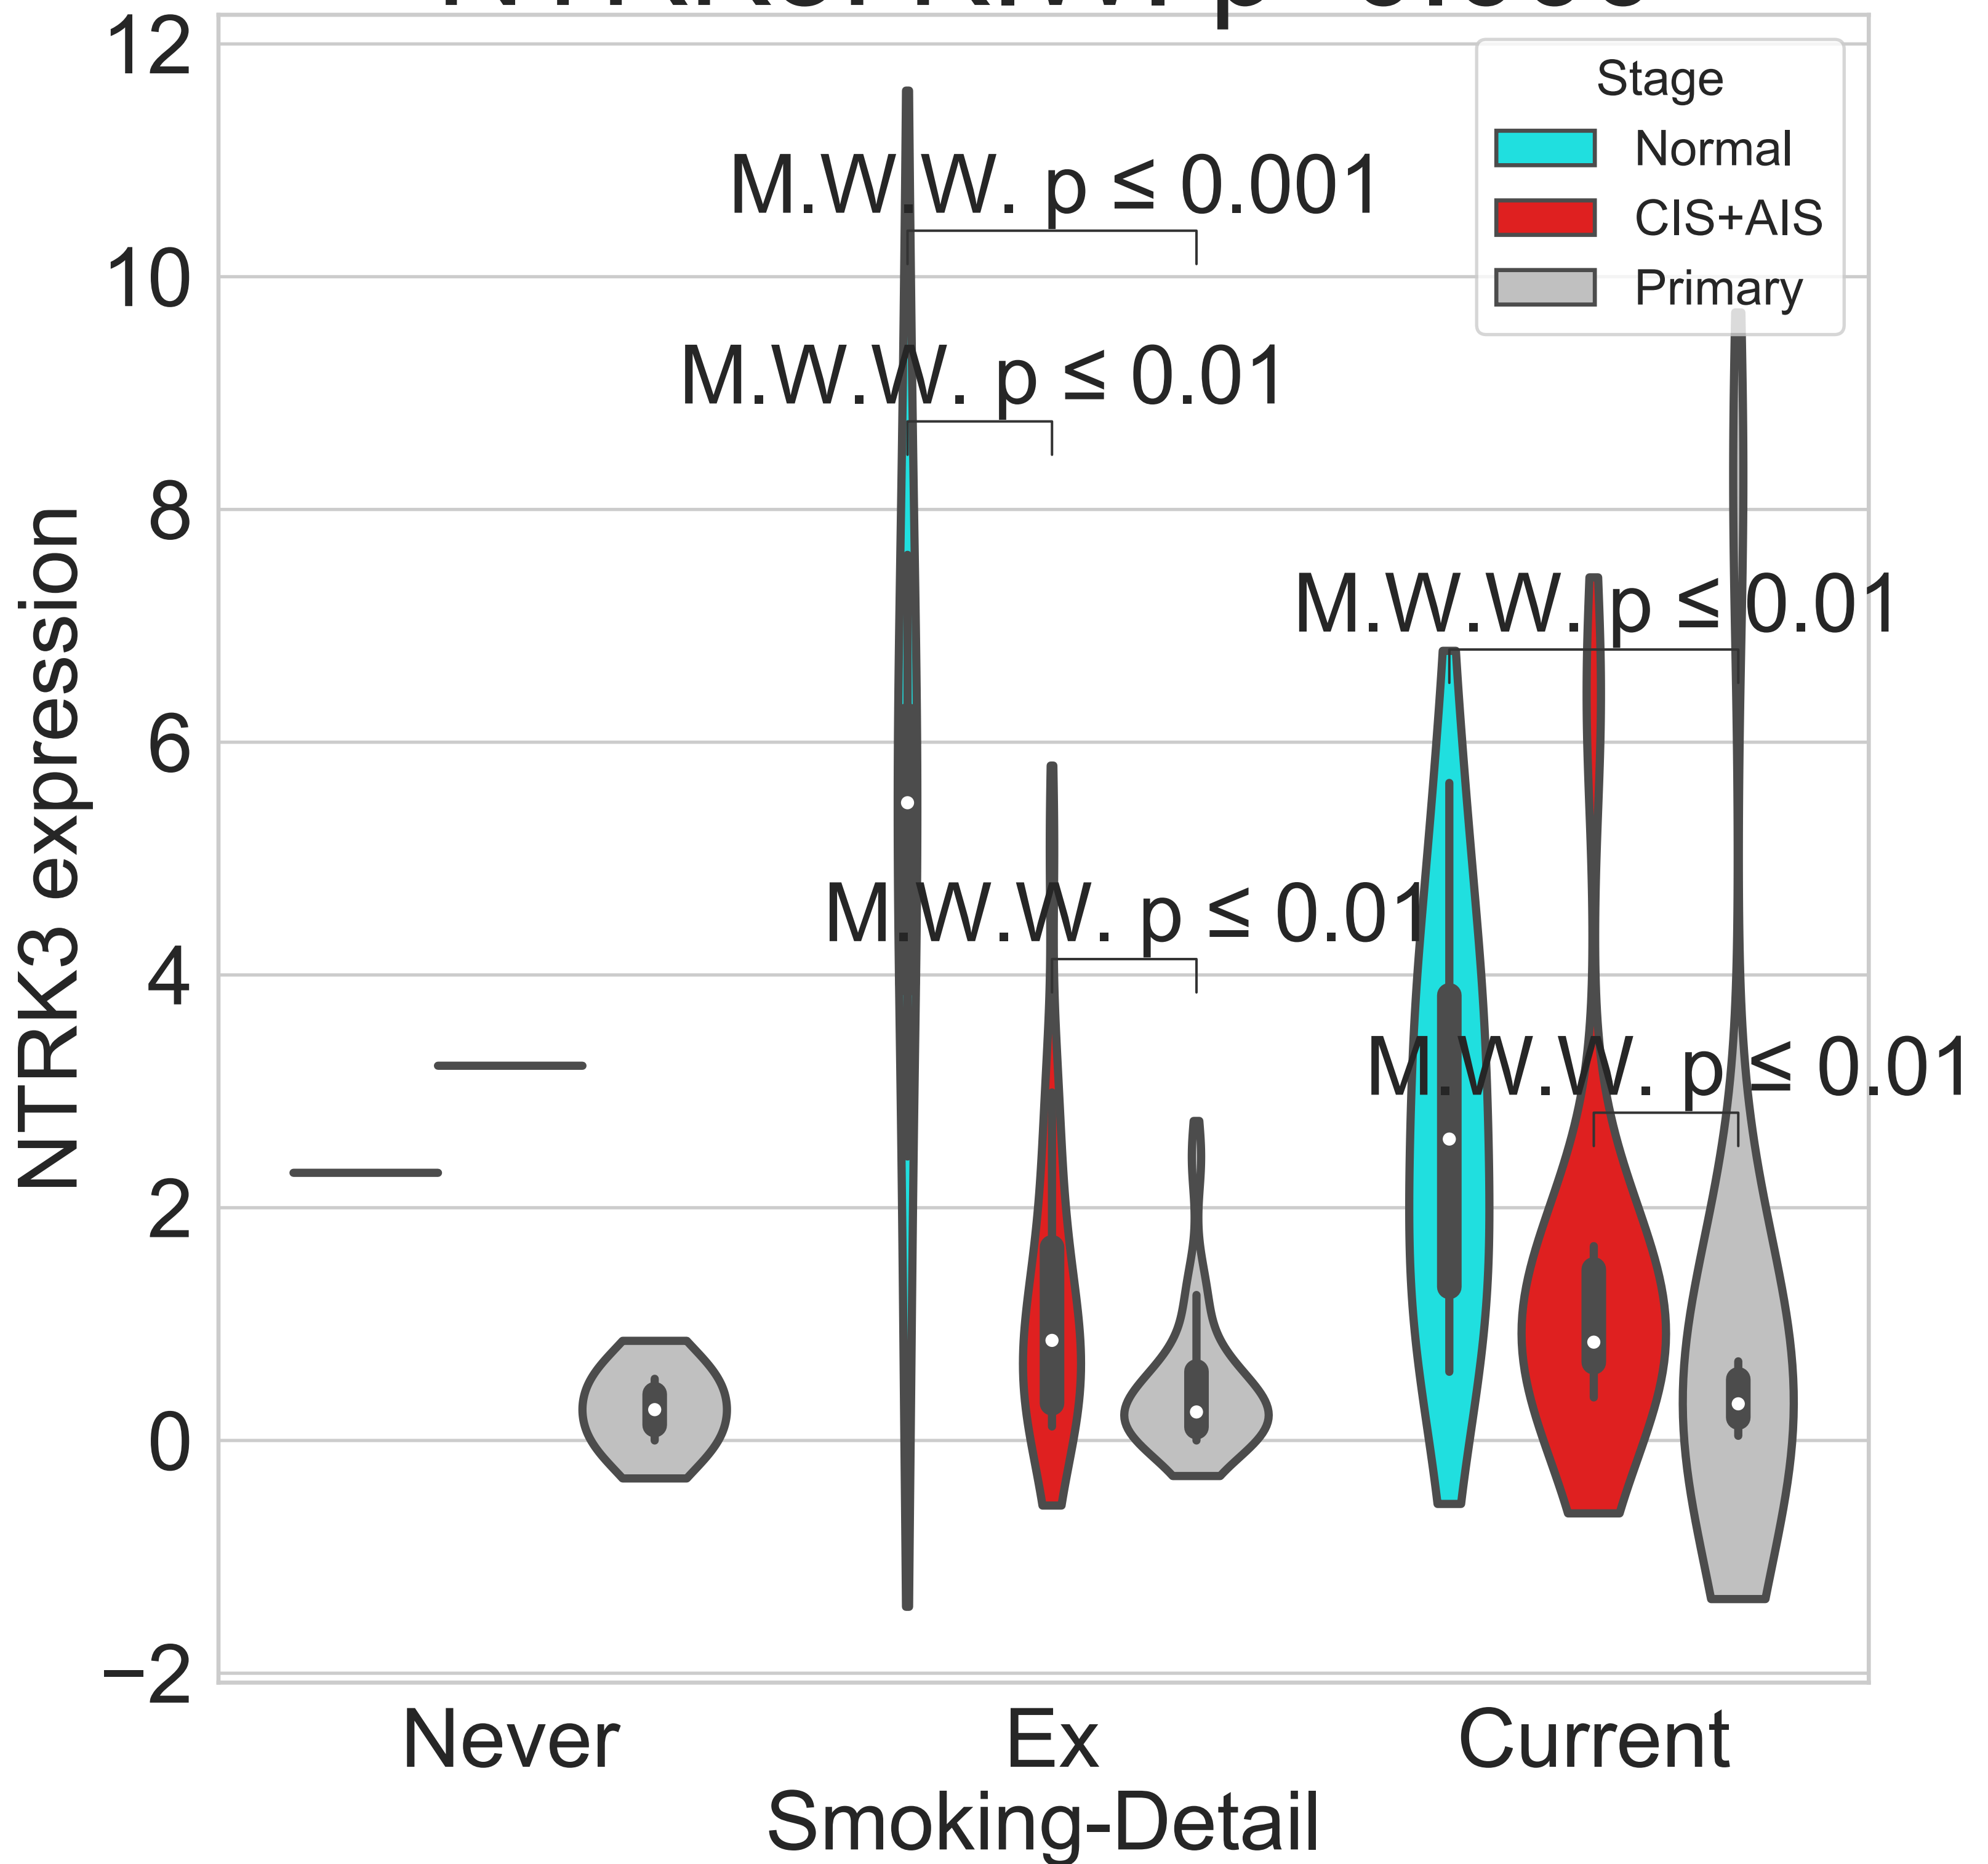 12
10
8
6
4
2
0
−2
NTRK3 expression
Stage
Normal
CIS+AIS
Primary
M.W.W. p ≤ 0.001
M.W.W. p ≤ 0.01
M.W.W. p ≤ 0.01
M.W.W. p ≤ 0.01
M.W.W. p ≤ 0.01
Never
Ex
Current
Smoking-Detail